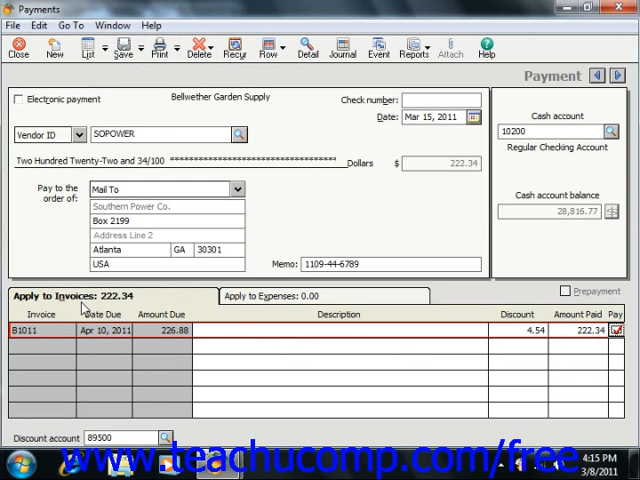 Payments
File Edit Go To Window Help
Close New List Save Print Delete Recur Row Detail Journal Event Reports Attach Help
Payment
Electronic payment
Bellwether Garden Supply
Check number:
Date: Mar 15, 2011
Vendor ID SOPOWER
Two Hundred Twenty-Two and 34/100 ****************************************
Dollars $ 222.34
Cash account
10200
Regular Checking Account
Cash account balance
28,816.77
Pay to the
order of:
Mail To
Southern Power Co.
Box 2199
Address Line 2
Atlanta GA 30301
USA
Memo: 1109-44-6789
Apply to Invoices: 222.34 Apply to Expenses: 0.00 Prepayment
Invoice Date Due Amount Due Description Discount Amount Paid Pay
B1011 Apr 10, 2011 226.88 4.54 222.34
Discount account 89500
www.teachucomp.com/free
4:15 PM
3/8/2011